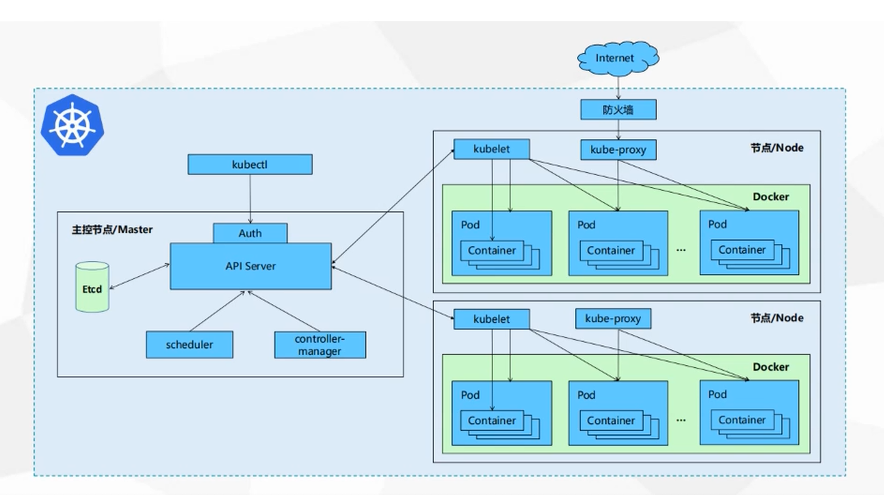 Internet
防火墙
kubectl
主控节点/Master
Auth
API Server
Etcd
scheduler
controller-
manager
kubelet
kube-proxy
节点/Node
Docker
Pod
Container
Pod
Container
...
Pod
Container
kubelet
kube-proxy
节点/Node
Docker
Pod
Container
Pod
Container
...
Pod
Container